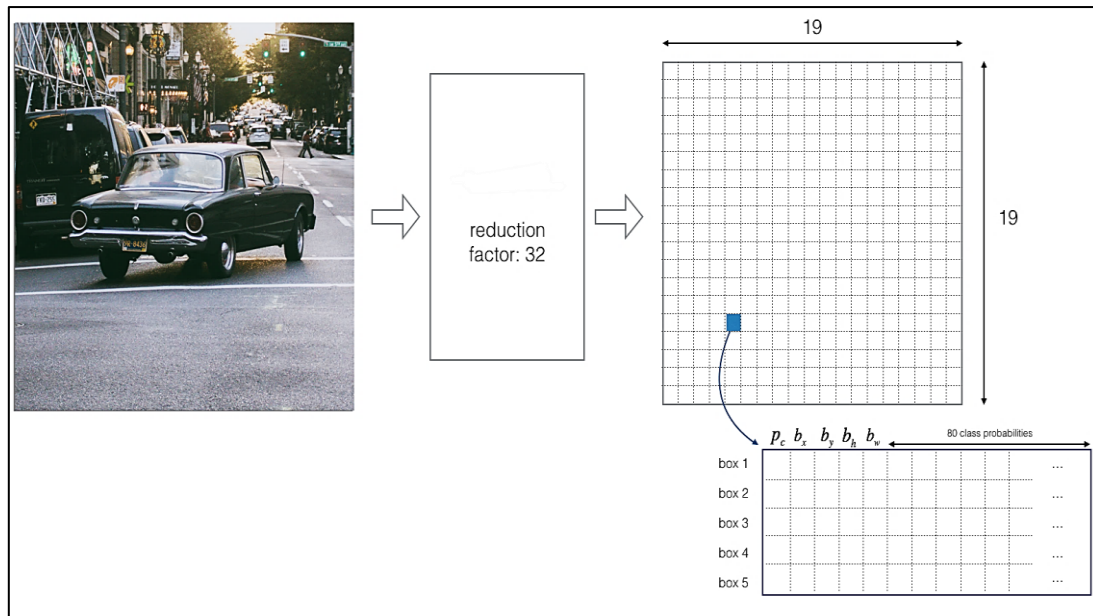 19
reduction
factor: 32
19
p_c b_x b_y b_h b_w 80 class probabilities
box 1 ...
box 2 ...
box 3 ...
box 4 ...
box 5 ...